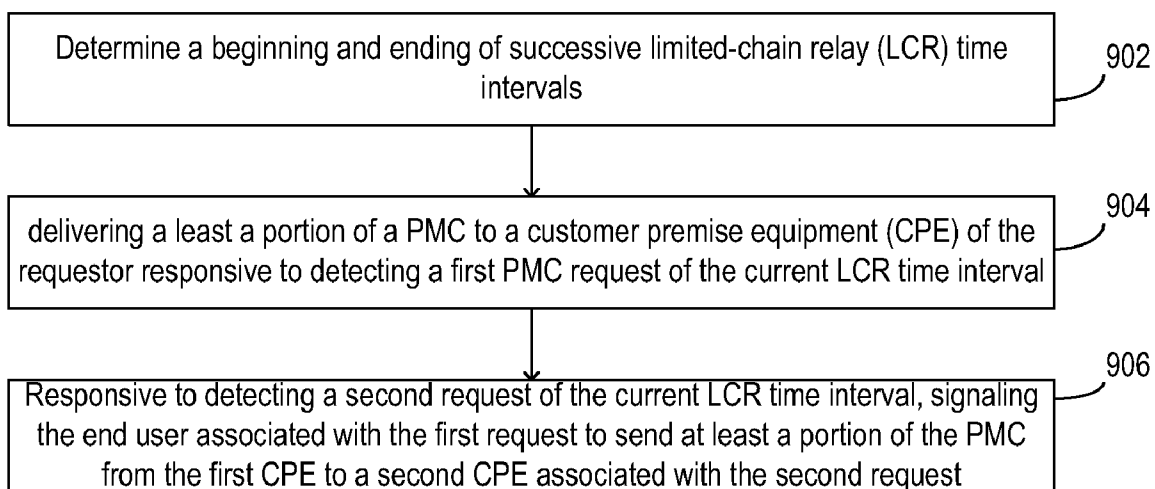 Determine a beginning and ending of successive limited-chain relay (LCR) time
intervals
902
delivering a least a portion of a PMC to a customer premise equipment (CPE) of the
requestor responsive to detecting a first PMC request of the current LCR time interval
904
Responsive to detecting a second request of the current LCR time interval, signaling
the end user associated with the first request to send at least a portion of the PMC
from the first CPE to a second CPE associated with the second request
906